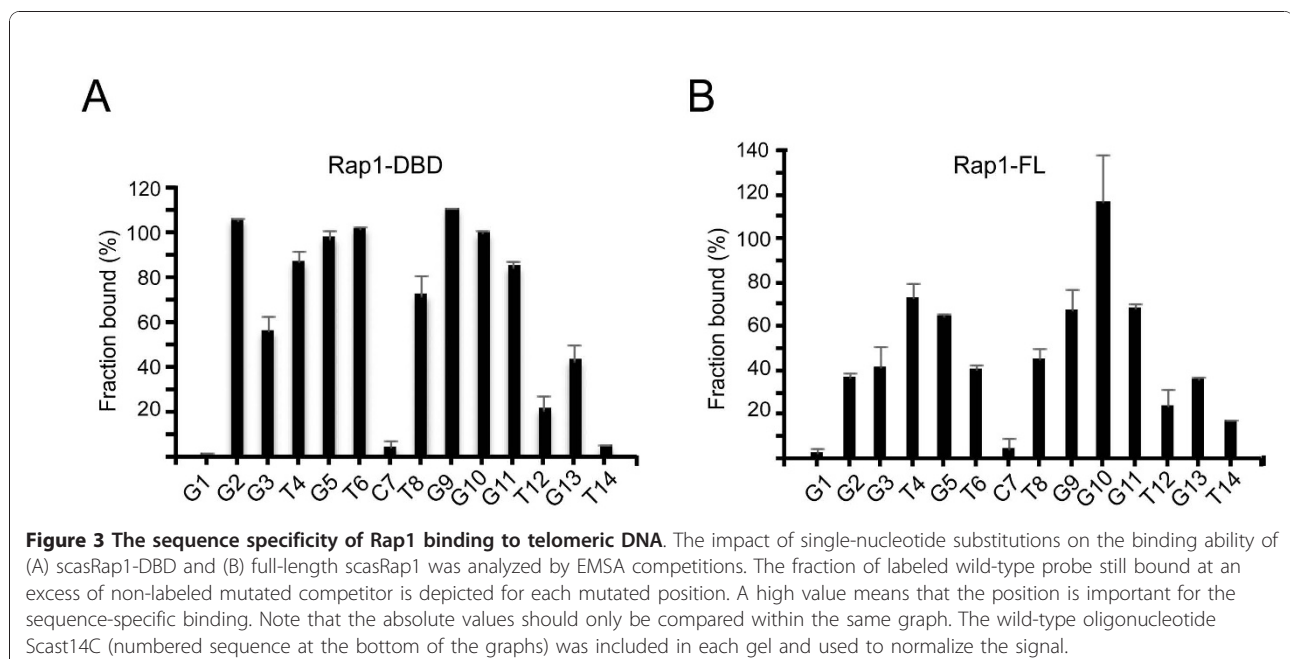 A
Rap1-DBD
Fraction bound (%)
120
100
80
60
40
20
G1 G2 G3 T4 G5 T6 C7 T8 G9 G10 G11 T12 G13 T14
B
Rap1-FL
Fraction bound (%)
140
120
100
80
60
40
20
G1 G2 G3 T4 G5 T6 C7 T8 G9 G10 G11 T12 G13 T14
Figure 3 The sequence specificity of Rap1 binding to telomeric DNA. The impact of single-nucleotide substitutions on the binding ability of
(A) scasRap1-DBD and (B) full-length scasRap1 was analyzed by EMSA competitions. The fraction of labeled wild-type probe still bound at an
excess of non-labeled mutated competitor is depicted for each mutated position. A high value means that the position is important for the
sequence-specific binding. Note that the absolute values should only be compared within the same graph. The wild-type oligonucleotide
Scast14C (numbered sequence at the bottom of the graphs) was included in each gel and used to normalize the signal.